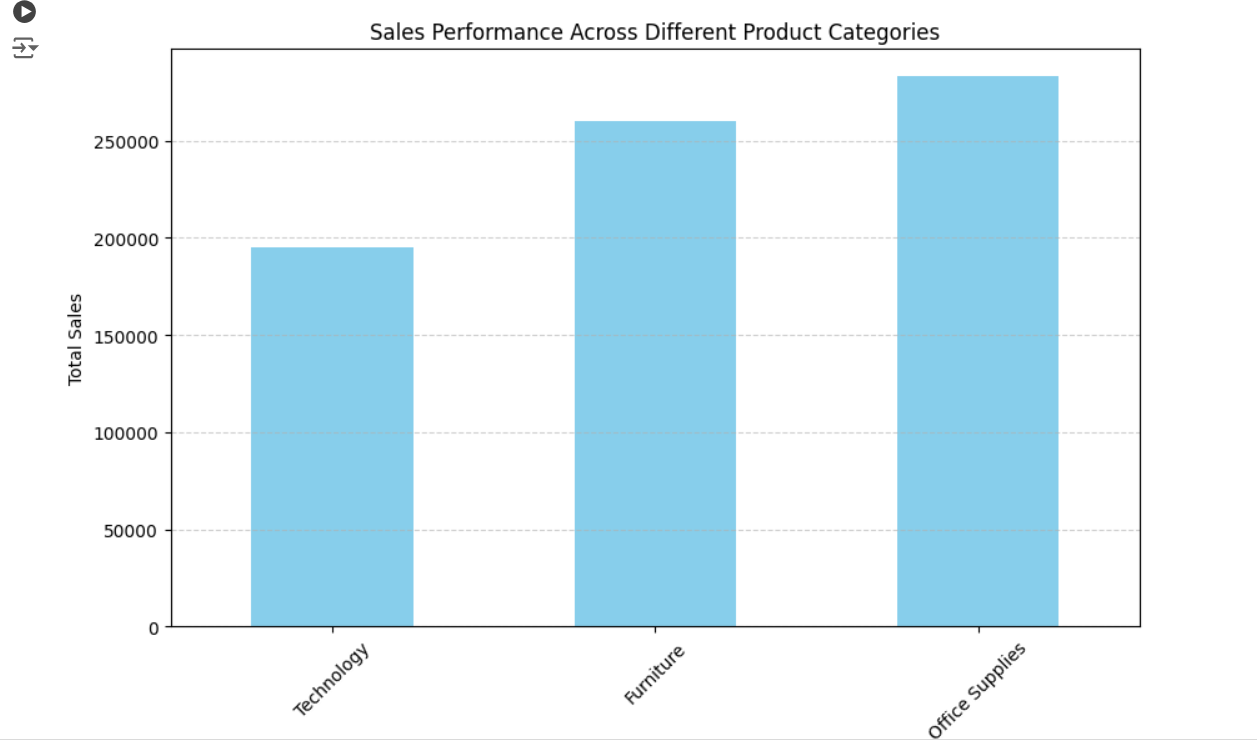 Sales Performance Across Different Product Categories
250000
200000
150000
100000
50000
0
Total Sales
Technology
Furniture
Office Supplies